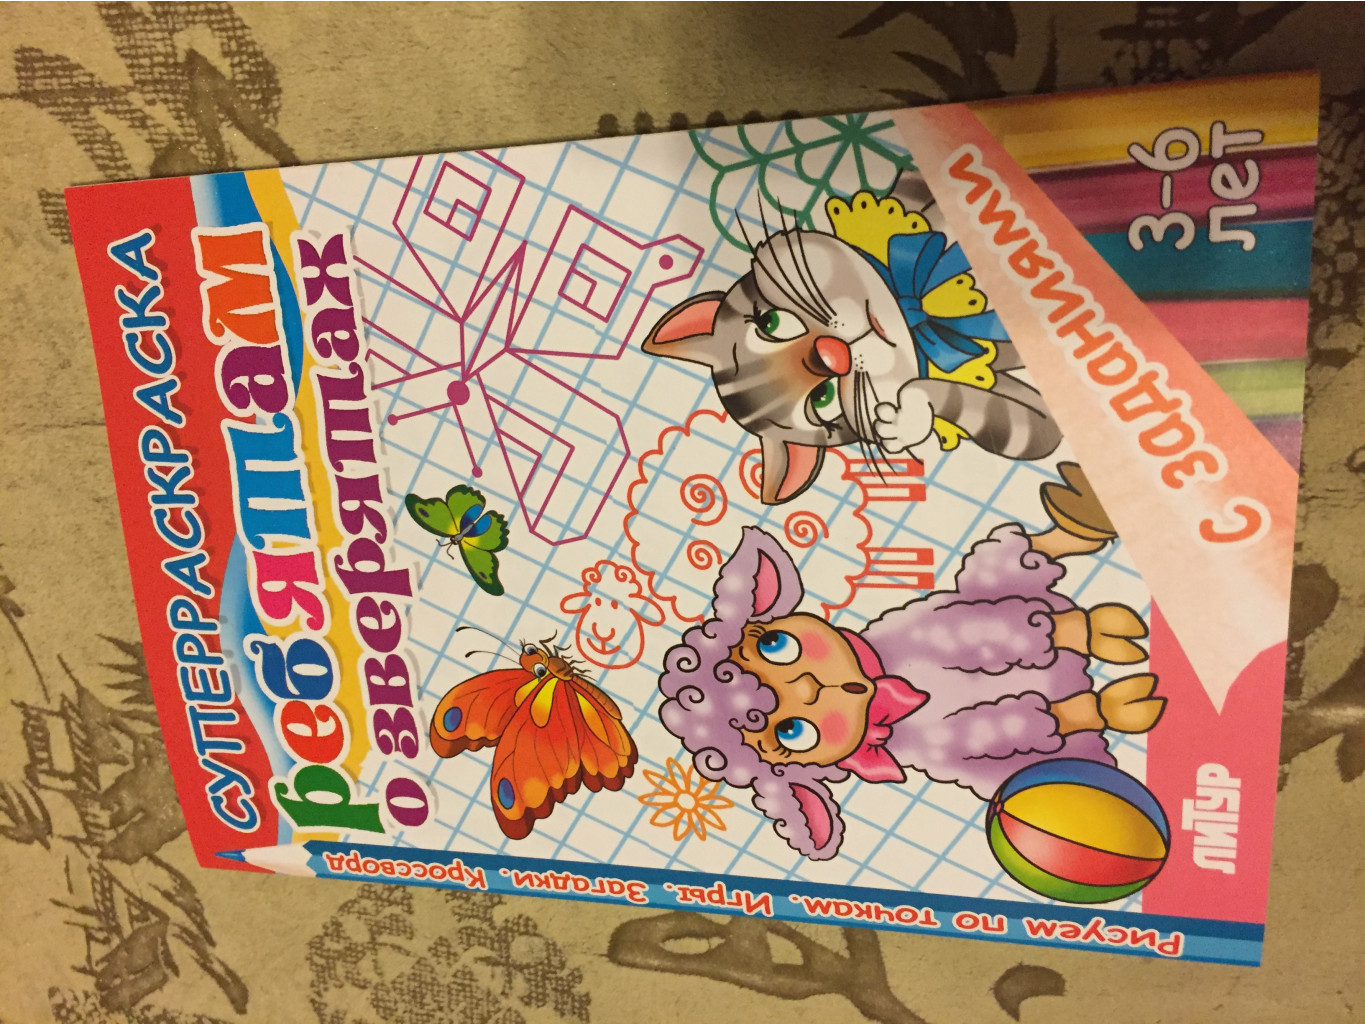 СУПЕРРАСКРАСКА
ребятам
о зверятах
Рисуем по точкам. Игры. Загадки. Кроссворд
с заданиями
3–6
лет
ЛИТУР